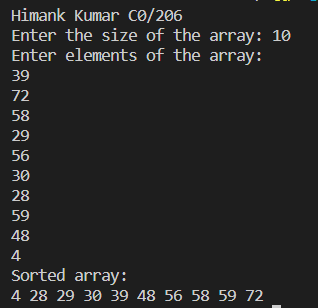 Himank Kumar C0/206
Enter the size of the array: 10
Enter elements of the array:
39
72
58
29
56
30
28
59
48
4
Sorted array:
4 28 29 30 39 48 56 58 59 72